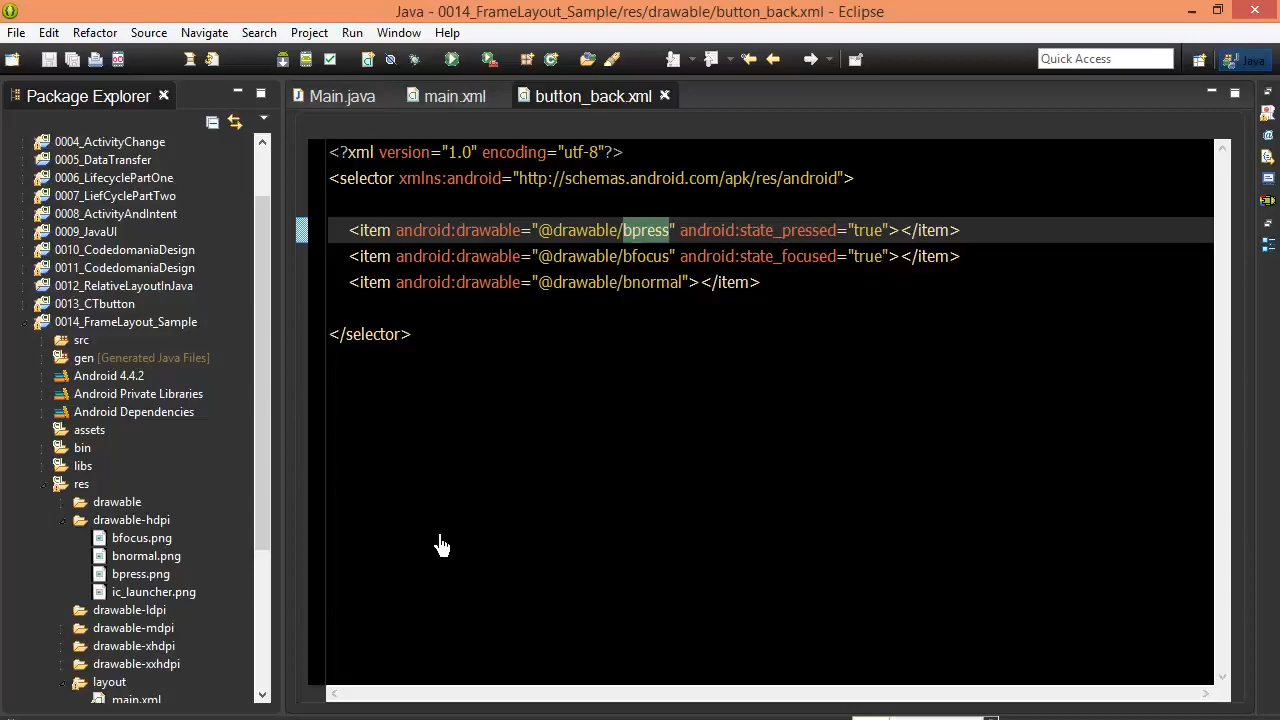 Java - 0014_FrameLayout_Sample/res/drawable/button_back.xml - Eclipse
File Edit Refactor Source Navigate Search Project Run Window Help
Quick Access
Java
Package Explorer
0004_ActivityChange
0005_DataTransfer
0006_LifecyclePartOne
0007_LiefCyclePartTwo
0008_ActivityAndIntent
0009_JavaUI
0010_CodedomaniaDesign
0011_CodedomaniaDesign
0012_RelativeLayoutInJava
0013_CTbutton
0014_FrameLayout_Sample
src
gen [Generated Java Files]
Android 4.4.2
Android Private Libraries
Android Dependencies
assets
bin
libs
res
drawable
drawable-hdpi
bfocus.png
bnormal.png
bpress.png
ic_launcher.png
drawable-ldpi
drawable-mdpi
drawable-xhdpi
drawable-xxhdpi
layout
main.xml
Main.java main.xml button_back.xml
<?xml version="1.0" encoding="utf-8"?>
<selector xmlns:android="http://schemas.android.com/apk/res/android">
<item android:drawable="@drawable/bpress" android:state_pressed="true"></item>
<item android:drawable="@drawable/bfocus" android:state_focused="true"></item>
<item android:drawable="@drawable/bnormal"></item>
</selector>